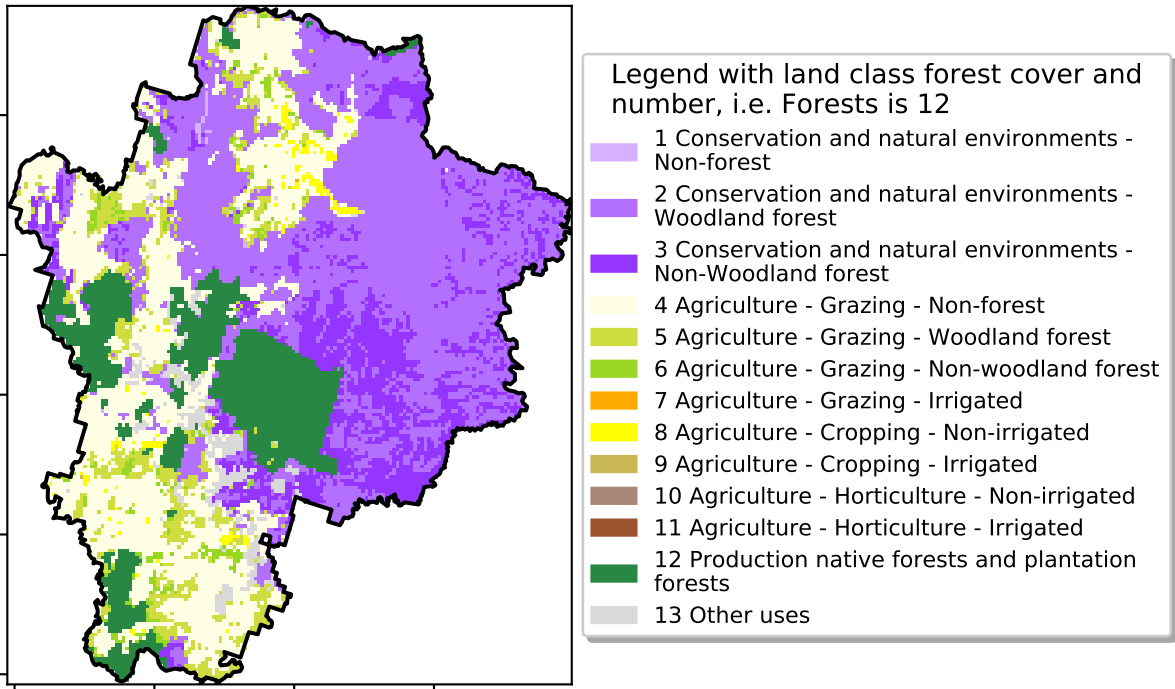 Legend with land class forest cover and
number, i.e. Forests is 12
1 Conservation and natural environments -
Non-forest
2 Conservation and natural environments -
Woodland forest
3 Conservation and natural environments -
Non-Woodland forest
4 Agriculture - Grazing - Non-forest
5 Agriculture - Grazing - Woodland forest
6 Agriculture - Grazing - Non-woodland forest
7 Agriculture - Grazing - Irrigated
8 Agriculture - Cropping - Non-irrigated
9 Agriculture - Cropping - Irrigated
10 Agriculture - Horticulture - Non-irrigated
11 Agriculture - Horticulture - Irrigated
12 Production native forests and plantation
forests
13 Other uses